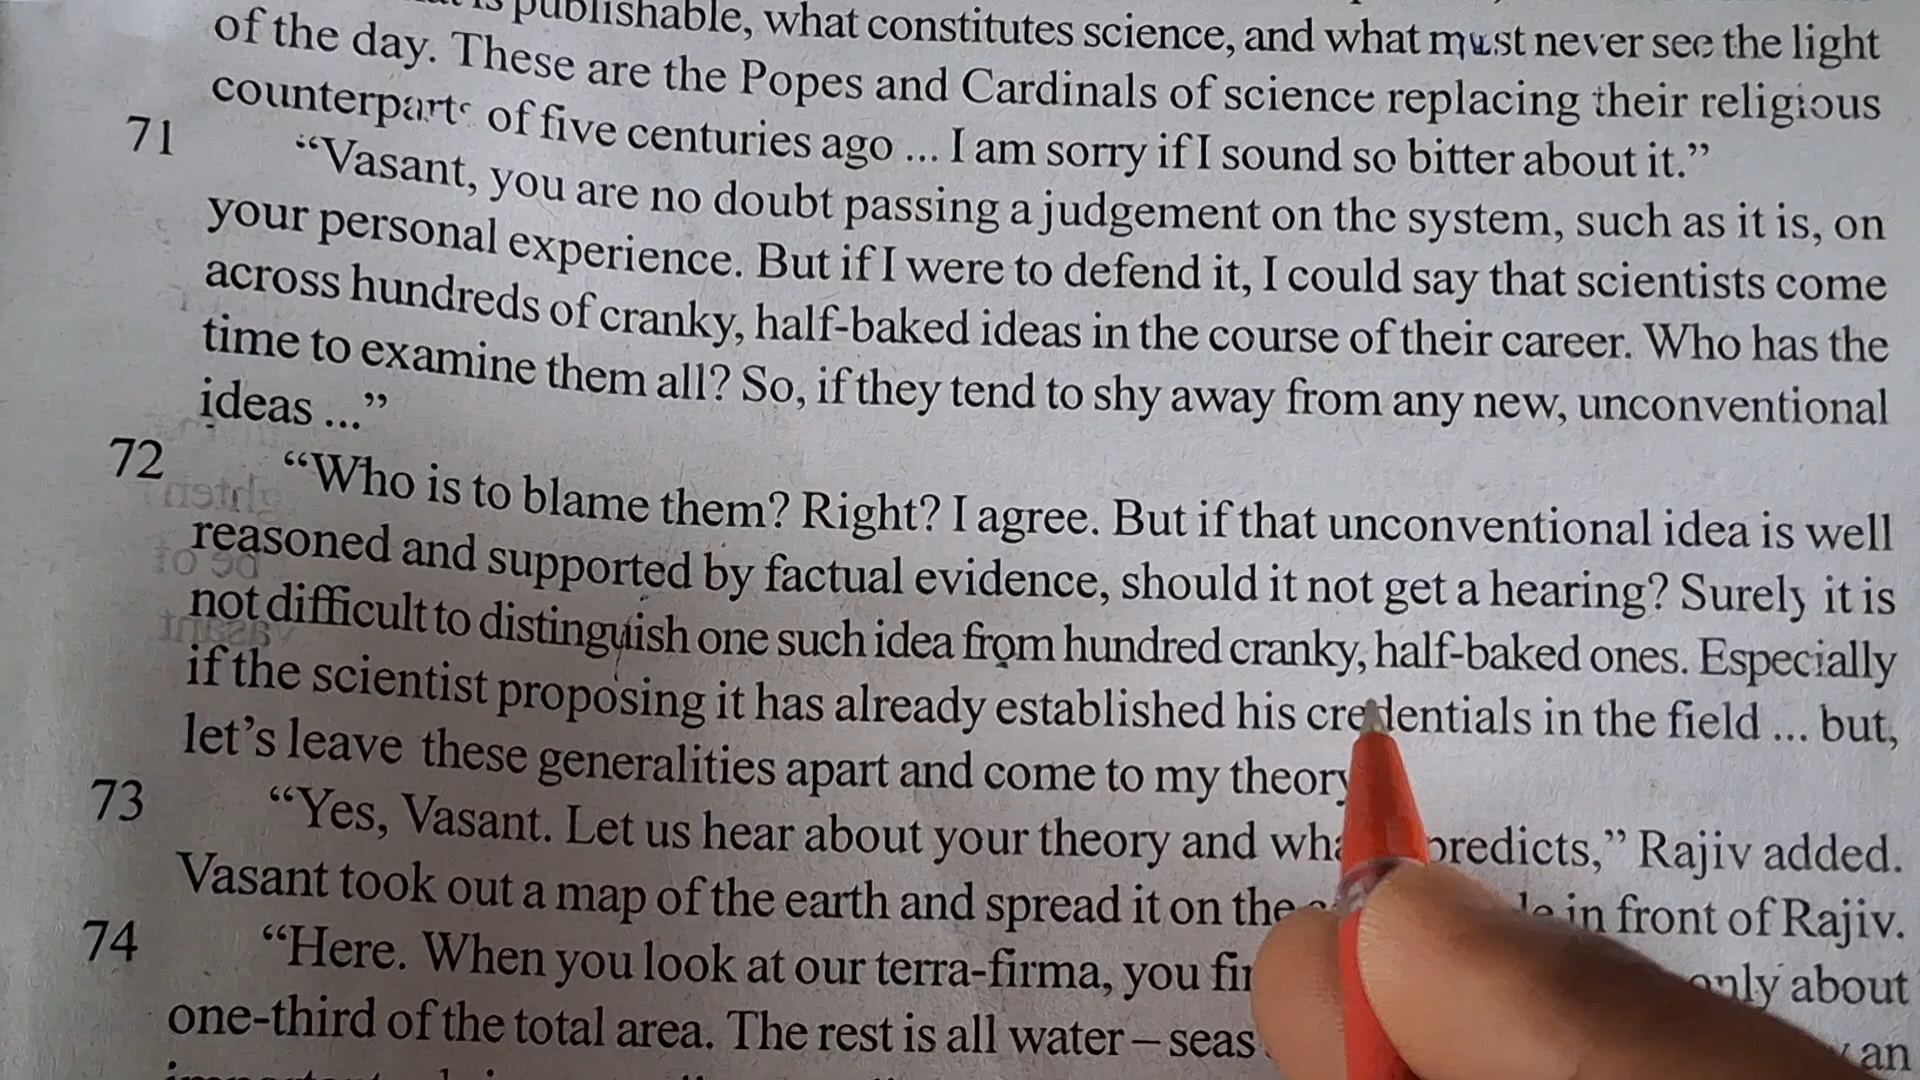 is publishable, what constitutes science, and what must never see the light
of the day. These are the Popes and Cardinals of science replacing their religious
counterparts of five centuries ago ... I am sorry if I sound so bitter about it.”
71 “Vasant, you are no doubt passing a judgement on the system, such as it is, on
your personal experience. But if I were to defend it, I could say that scientists come
across hundreds of cranky, half-baked ideas in the course of their career. Who has the
time to examine them all? So, if they tend to shy away from any new, unconventional
ideas ...”
72 “Who is to blame them? Right? I agree. But if that unconventional idea is well
reasoned and supported by factual evidence, should it not get a hearing? Surely it is
not difficult to distinguish one such idea from hundred cranky, half-baked ones. Especially
if the scientist proposing it has already established his credentials in the field ... but,
let’s leave these generalities apart and come to my theory
73 “Yes, Vasant. Let us hear about your theory and predicts,” Rajiv added.
Vasant took out a map of the earth and spread it on the in front of Rajiv.
74 “Here. When you look at our terra-firma, you only about
one-third of the total area. The rest is all water – seas an